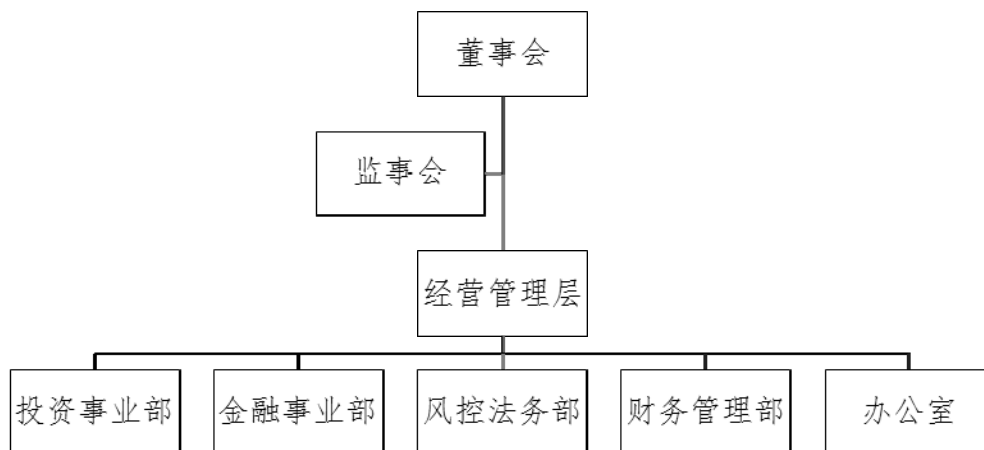 董事会
监事会
经营管理层
投资事业部
金融事业部
风控法务部
财务管理部
办公室